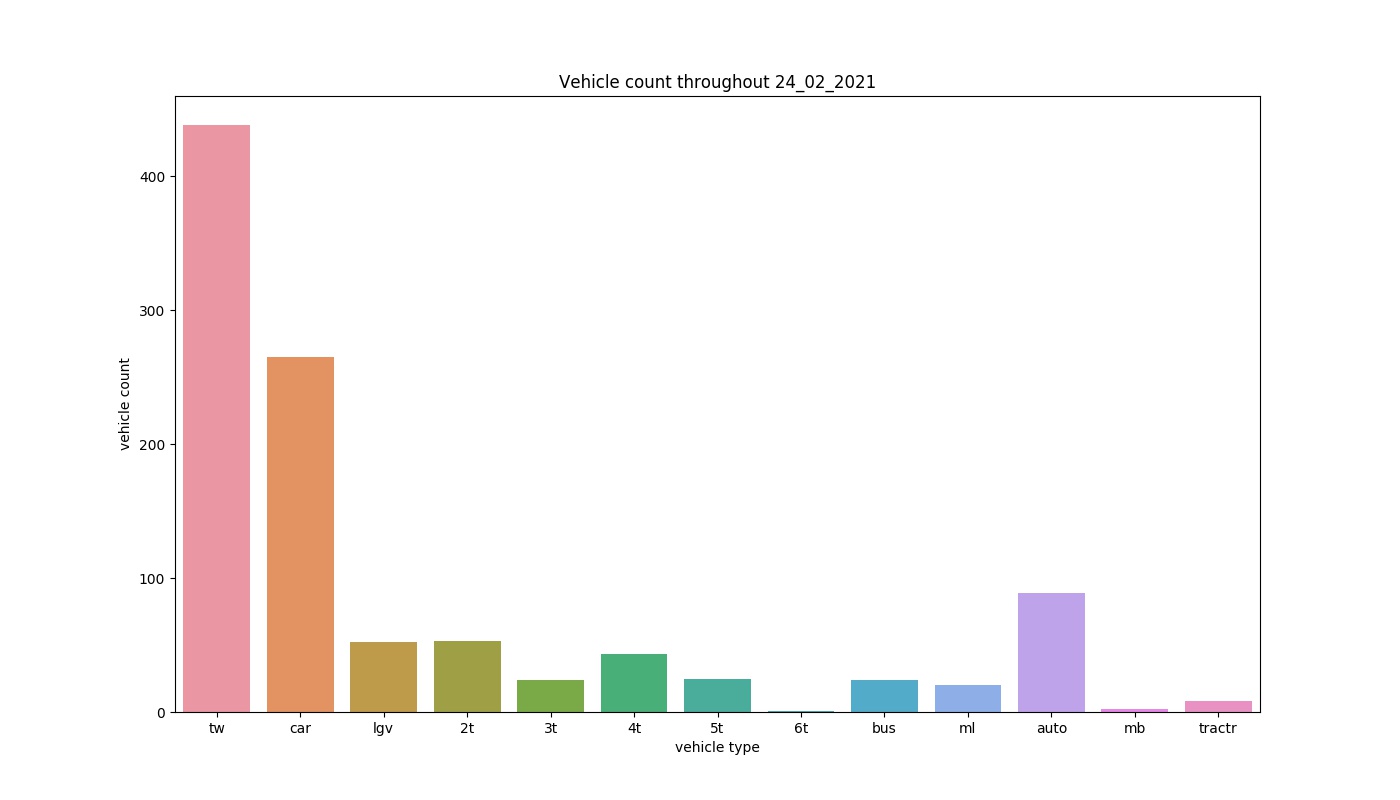 Vehicle count throughout 24_02_2021
vehicle count
400
300
200
100
0
tw car lgv 2t 3t 4t 5t 6t bus ml auto mb tractr
vehicle type